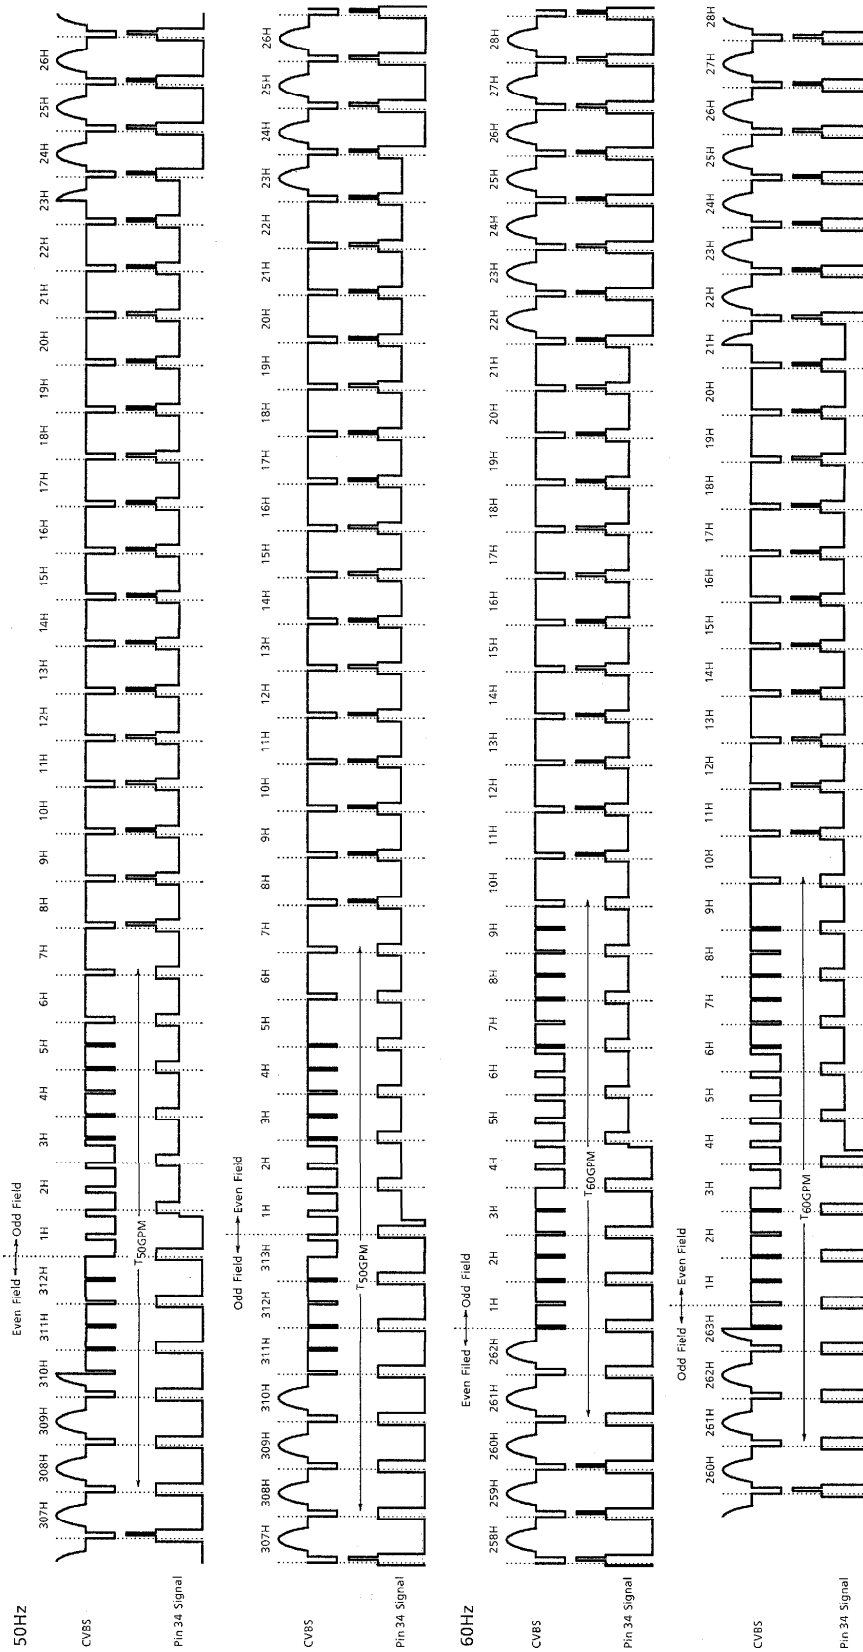 50Hz
Even Field Odd Field
307H 308H 309H 310H 311H 312H 1H 2H 3H 4H 5H 6H 7H 8H 9H 10H 11H 12H 13H 14H 15H 16H 17H 18H 19H 20H 21H 22H 23H 24H 25H 26H
CVBS
T50GPM
Pin 34 Signal
Odd Field Even Field
307H 308H 309H 310H 311H 312H 313H 1H 2H 3H 4H 5H 6H 7H 8H 9H 10H 11H 12H 13H 14H 15H 16H 17H 18H 19H 20H 21H 22H 23H 24H 25H 26H
CVBS
T50GPM
Pin 34 Signal
60Hz
Even Filed Odd Field
258H 259H 260H 261H 262H 1H 2H 3H 4H 5H 6H 7H 8H 9H 10H 11H 12H 13H 14H 15H 16H 17H 18H 19H 20H 21H 22H 23H 24H 25H 26H 27H 28H
CVBS
T60GPM
Pin 34 Signal
Odd Field Even Field
260H 261H 262H 263H 1H 2H 3H 4H 5H 6H 7H 8H 9H 10H 11H 12H 13H 14H 15H 16H 17H 18H 19H 20H 21H 22H 23H 24H 25H 26H 27H 28H
CVBS
T60GPM
Pin 34 Signal